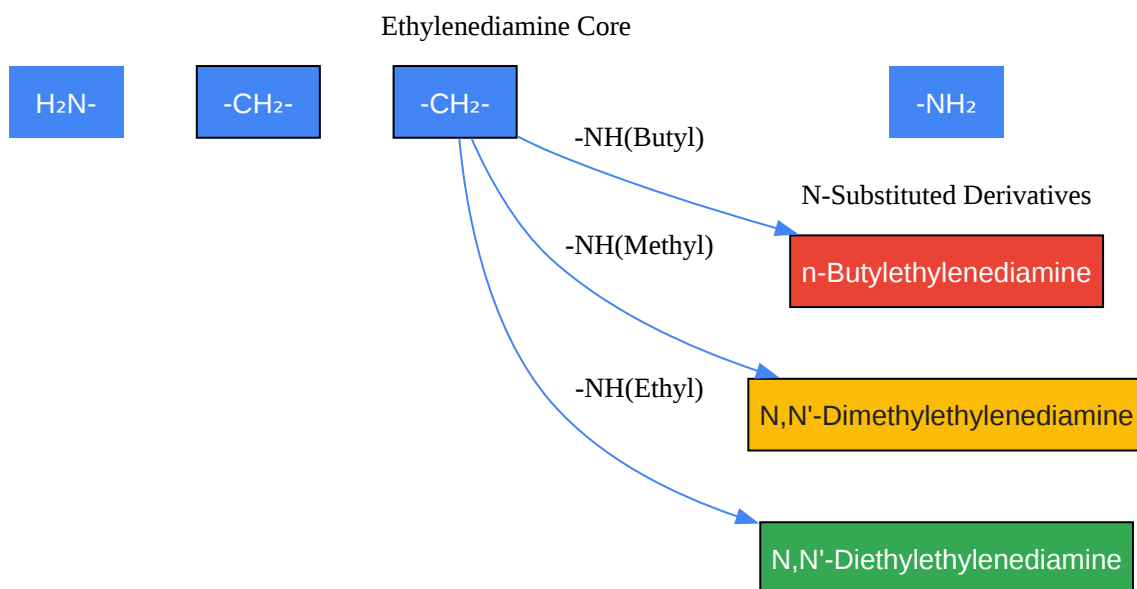 Ethylenediamine Core
H₂N-
-CH₂-
-CH₂-
-NH₂
-NH(Butyl)
N-Substituted Derivatives
-NH(Methyl)
n-Butylethylenediamine
-NH(Ethyl)
N,N'-Dimethylethylenediamine
N,N'-Diethylethylenediamine